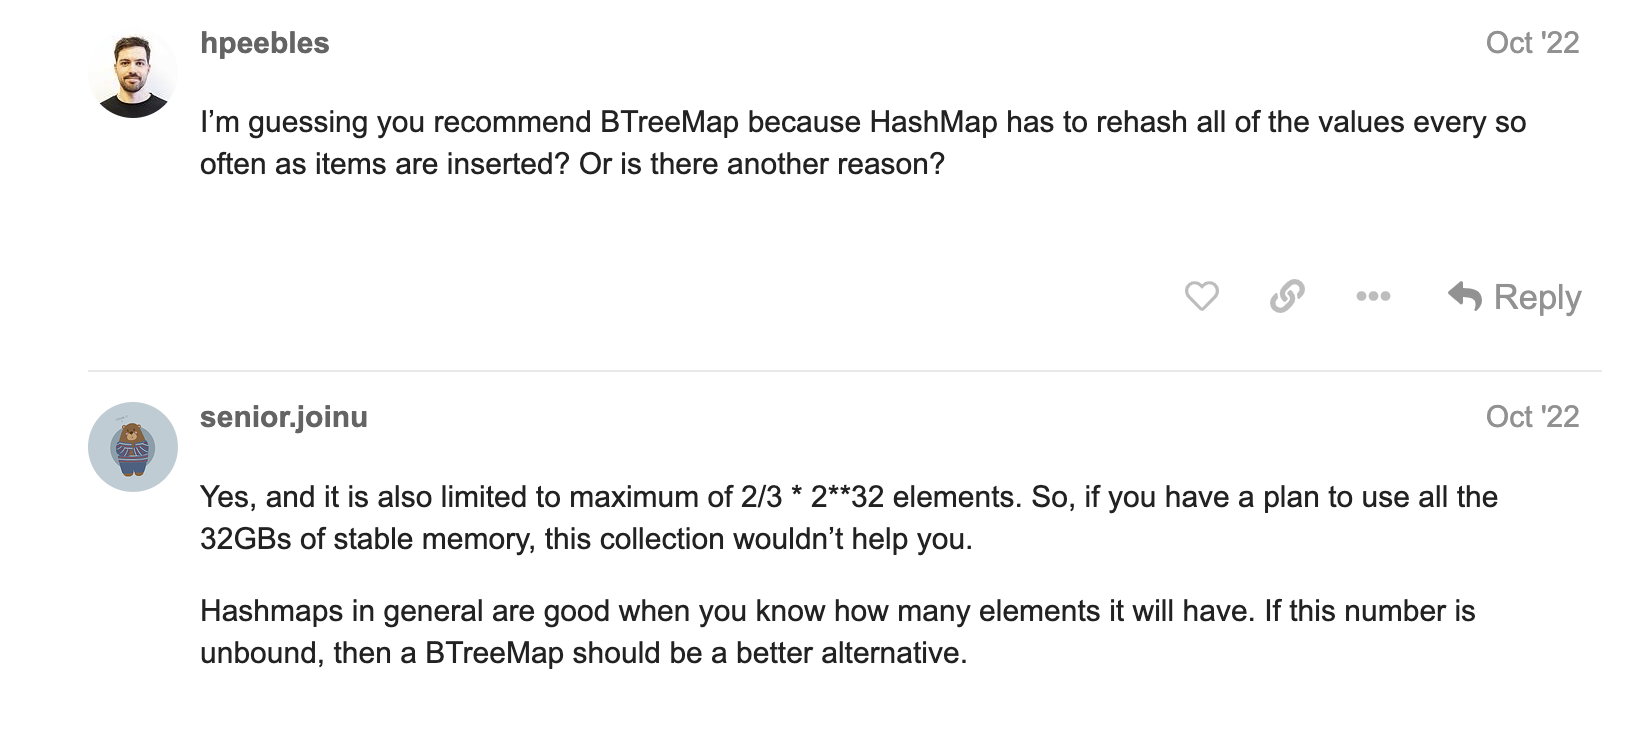 hpeebles
Oct '22
I’m guessing you recommend BTreeMap because HashMap has to rehash all of the values every so
often as items are inserted? Or is there another reason?
Reply
senior.joinu
Oct '22
Yes, and it is also limited to maximum of 2/3 * 2**32 elements. So, if you have a plan to use all the
32GBs of stable memory, this collection wouldn’t help you.
Hashmaps in general are good when you know how many elements it will have. If this number is
unbound, then a BTreeMap should be a better alternative.